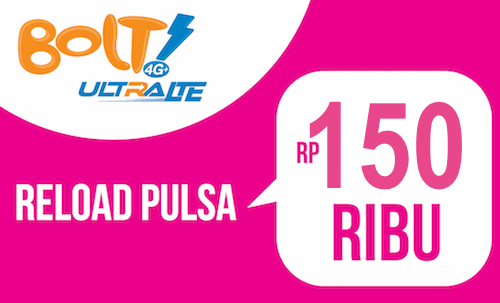 BOLT!
4G+
ULTRA LTE
RELOAD PULSA
RP 150
RIBU